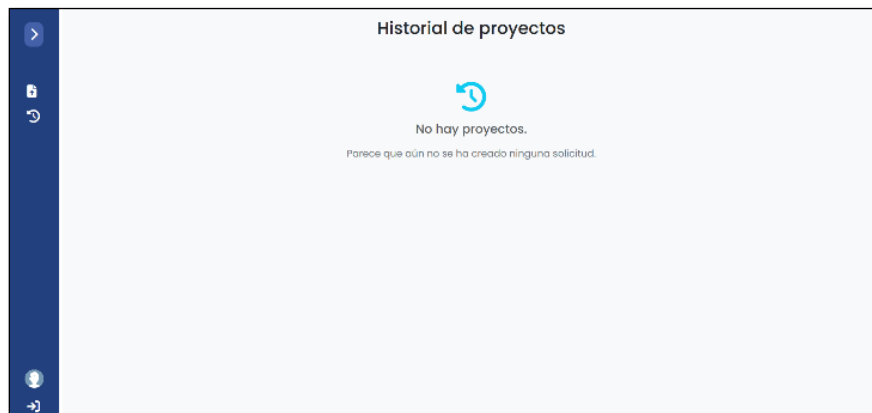 Historial de proyectos
No hay proyectos.
Parece que aún no se ha creado ninguna solicitud.